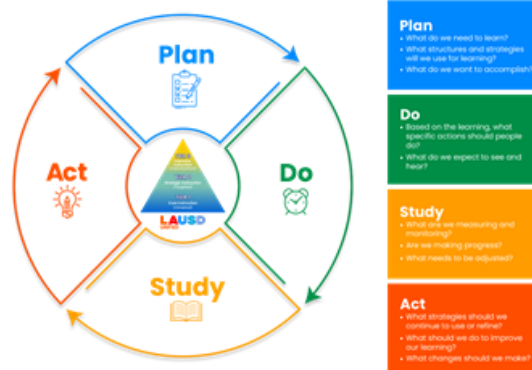 Plan
Act
Do
Study
LAUSD
UNIFIED
Plan
• What do we need to learn?
• What structures and strategies
will we use for learning?
• What do we want to accomplish?
Do
• Based on the learning, what
specific actions should people
do?
• What do we expect to see and
hear?
Study
• What are we measuring and
monitoring?
• Are we making progress?
• What needs to be adjusted?
Act
• What strategies should we
continue to use or refine?
• What should we do to improve
our learning?
• What changes should we make?